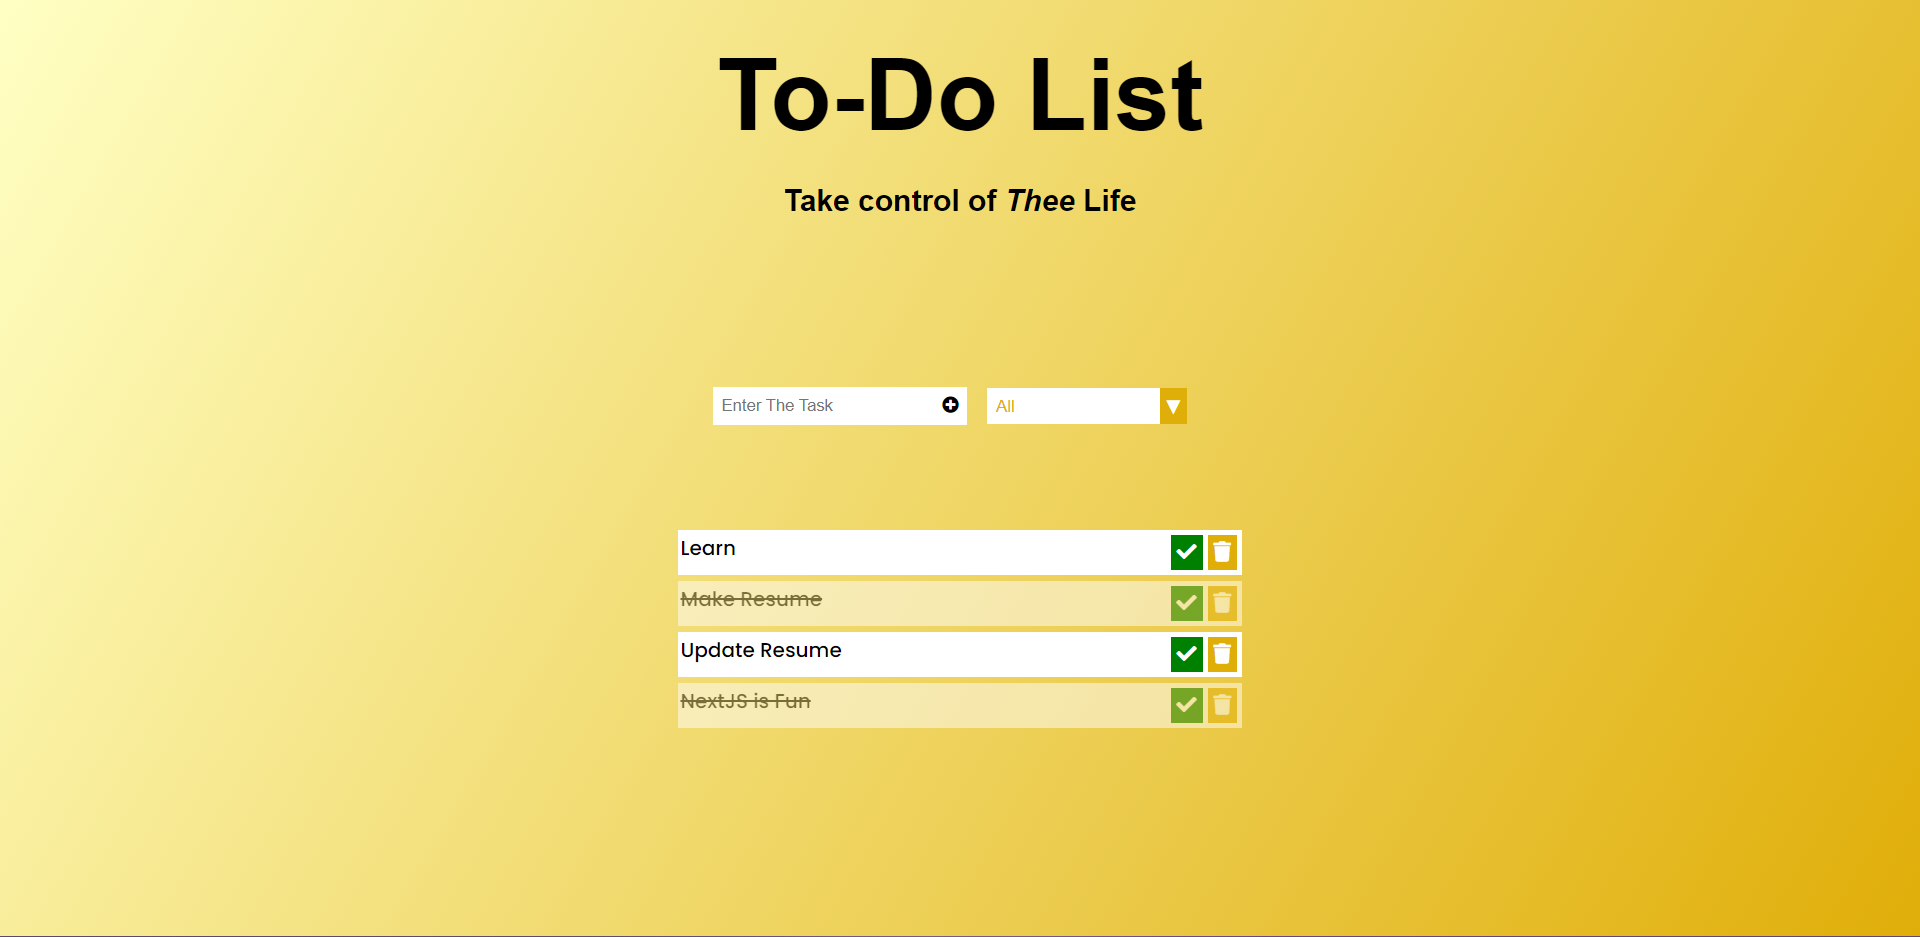 To-Do List
Take control of Thee Life
Enter The Task
All
Learn
Make Resume
Update Resume
NextJS is Fun